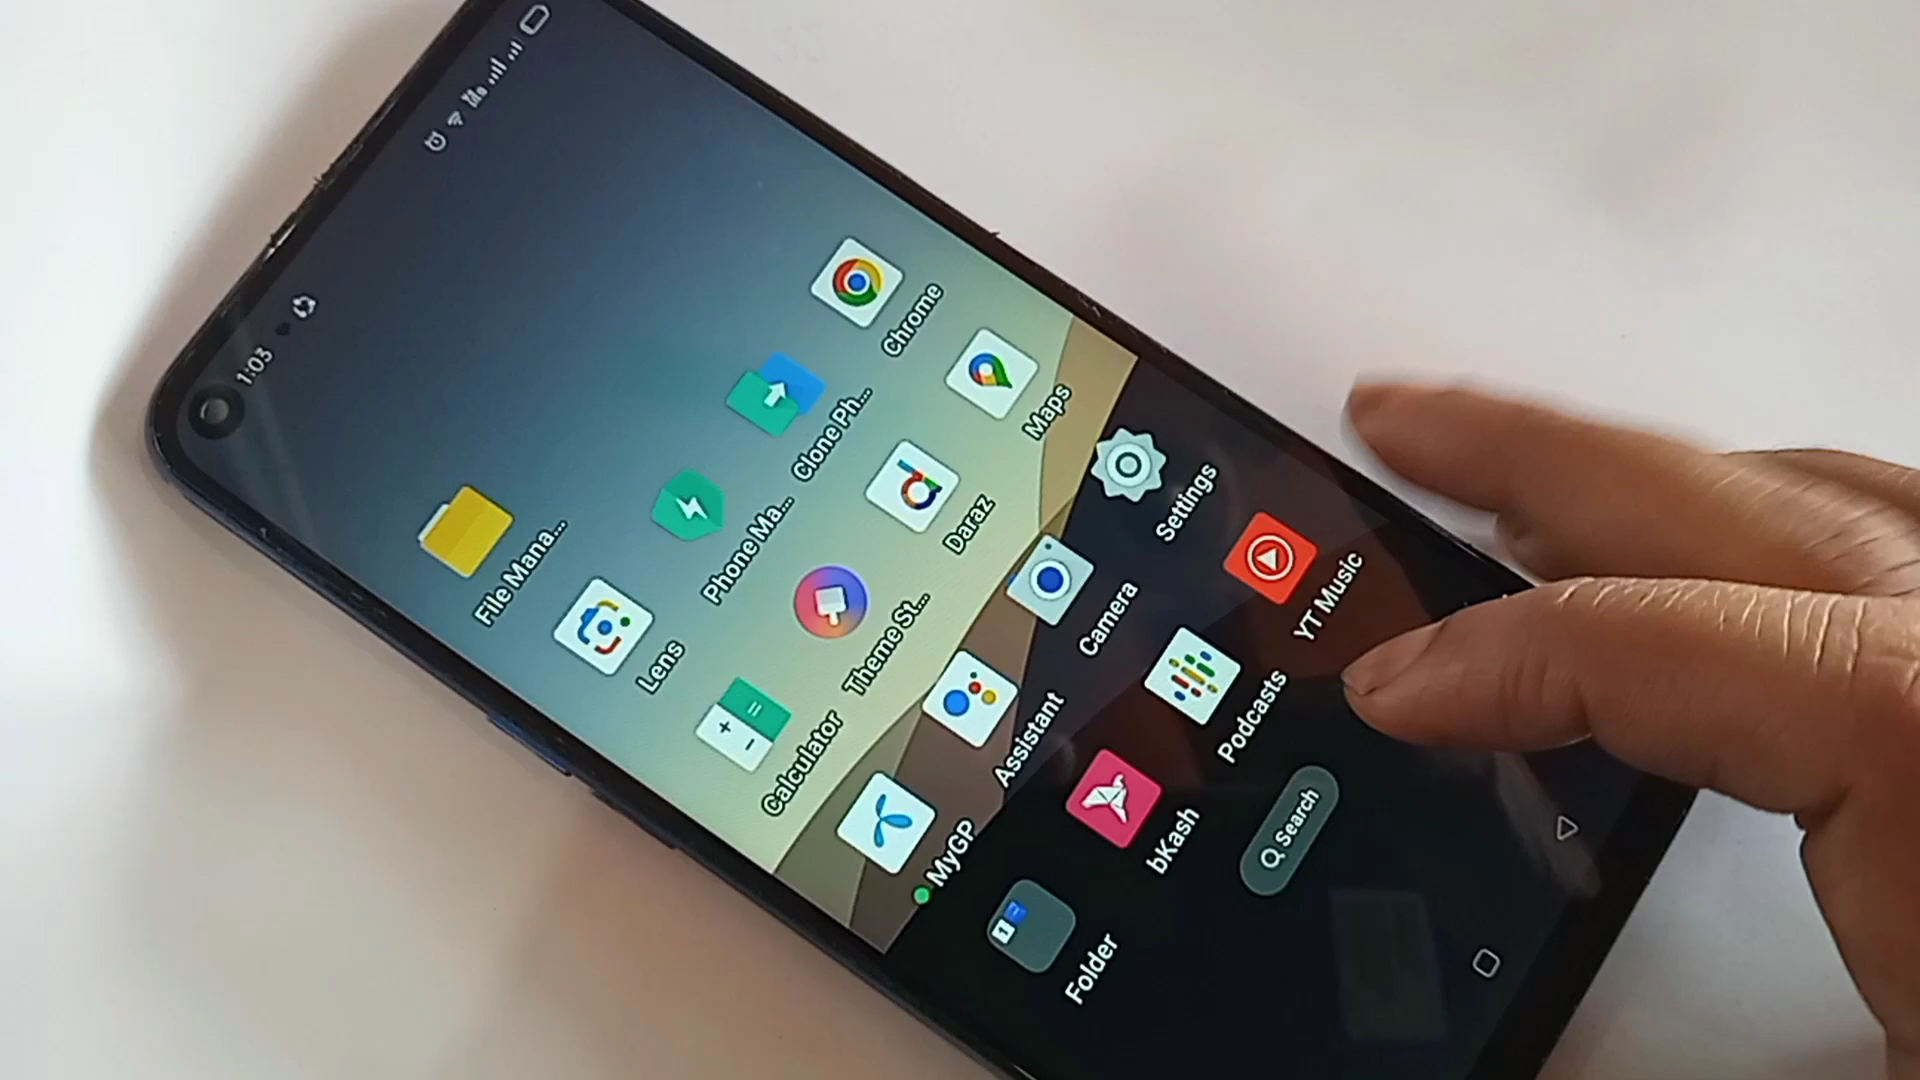 1:03
File Mana...
Phone Ma...
Clone Ph...
Chrome
Lens
Theme St...
Daraz
Maps
Calculator
Assistant
Camera
Settings
MyGP
bKash
Podcasts
YT Music
1
Folder
Search